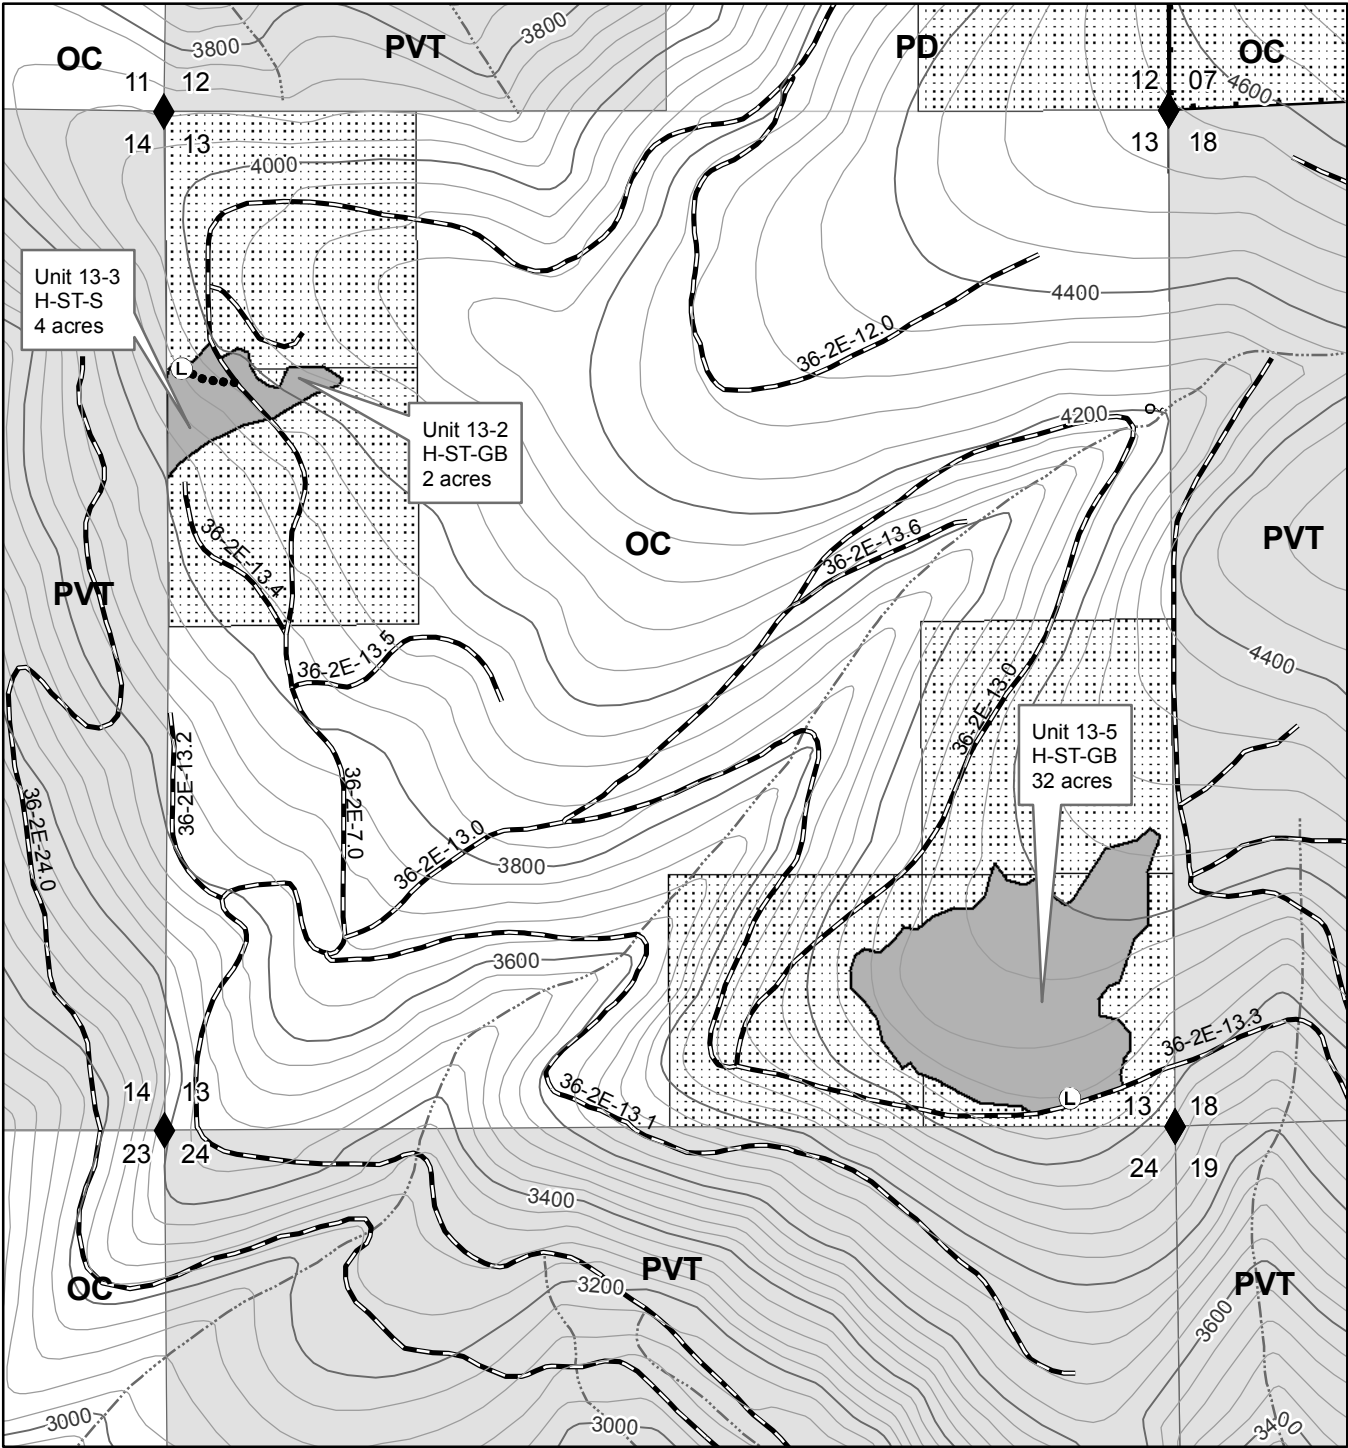 3800
PVT
3800
PD
OC
OC
11
12
12
07
4600
14
13
13
18
4000
Unit 13-3
H-ST-S
4 acres
4400
36-2E-12.0
L
Unit 13-2
H-ST-GB
2 acres
4200
OC
36-2E-13.6
PVT
36-2E-13.4
PVT
36-2E-13.5
4400
36-2E-13.0
Unit 13-5
H-ST-GB
32 acres
36-2E-13.2
36-2E-7.0
36-2E-24.0
36-2E-13.0
3800
3600
36-2E-13.3
14
13
36-2E-13.1
L
13
18
23
24
24
19
3400
PVT
OC
3200
PVT
3600
3000
3000
3400